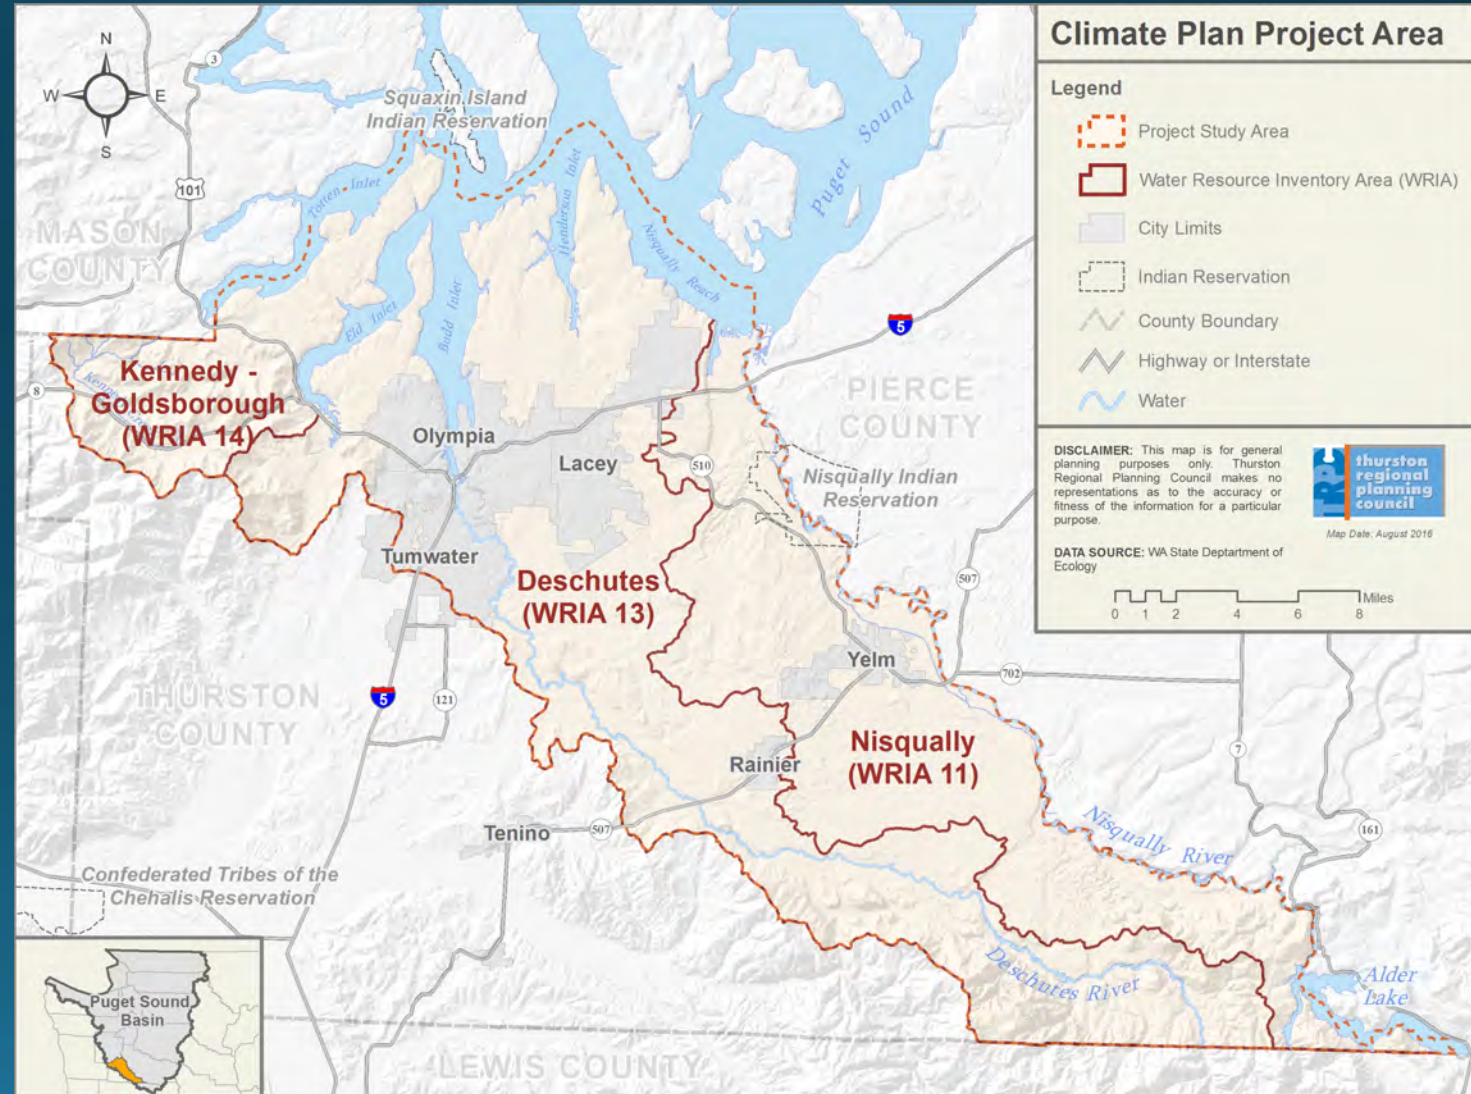 Climate Plan Project Area
Legend
Project Study Area
Water Resource Inventory Area (WRIA)
City Limits
Indian Reservation
County Boundary
Highway or Interstate
Water
DISCLAIMER: This map is for general
planning purposes only. Thurston
Regional Planning Council makes no
representations as to the accuracy or
fitness of the information for a particular
purpose.
TRPC
thurston
regional
planning
council
Map Date: August 2016
DATA SOURCE: WA State Deptartment of
Ecology
Miles
0 1 2 4 6 8
N
W E
S
3
Squaxin Island
Indian Reservation
Puget Sound
101
Totten Inlet
MASON
COUNTY
Henderson Inlet
Nisqually Reach
Eld Inlet
Budd Inlet
5
8
Kennedy -
Goldsborough
(WRIA 14)
PIERCE
COUNTY
Olympia
Lacey
510
Nisqually Indian
Reservation
Tumwater
Deschutes
(WRIA 13)
507
Yelm
702
THURSTON
COUNTY
5
121
7
Nisqually
(WRIA 11)
Rainier
Tenino
507
Nisqually River
161
Confederated Tribes of the
Chehalis Reservation
Deschutes River
Alder
Lake
Puget Sound
Basin
LEWIS COUNTY